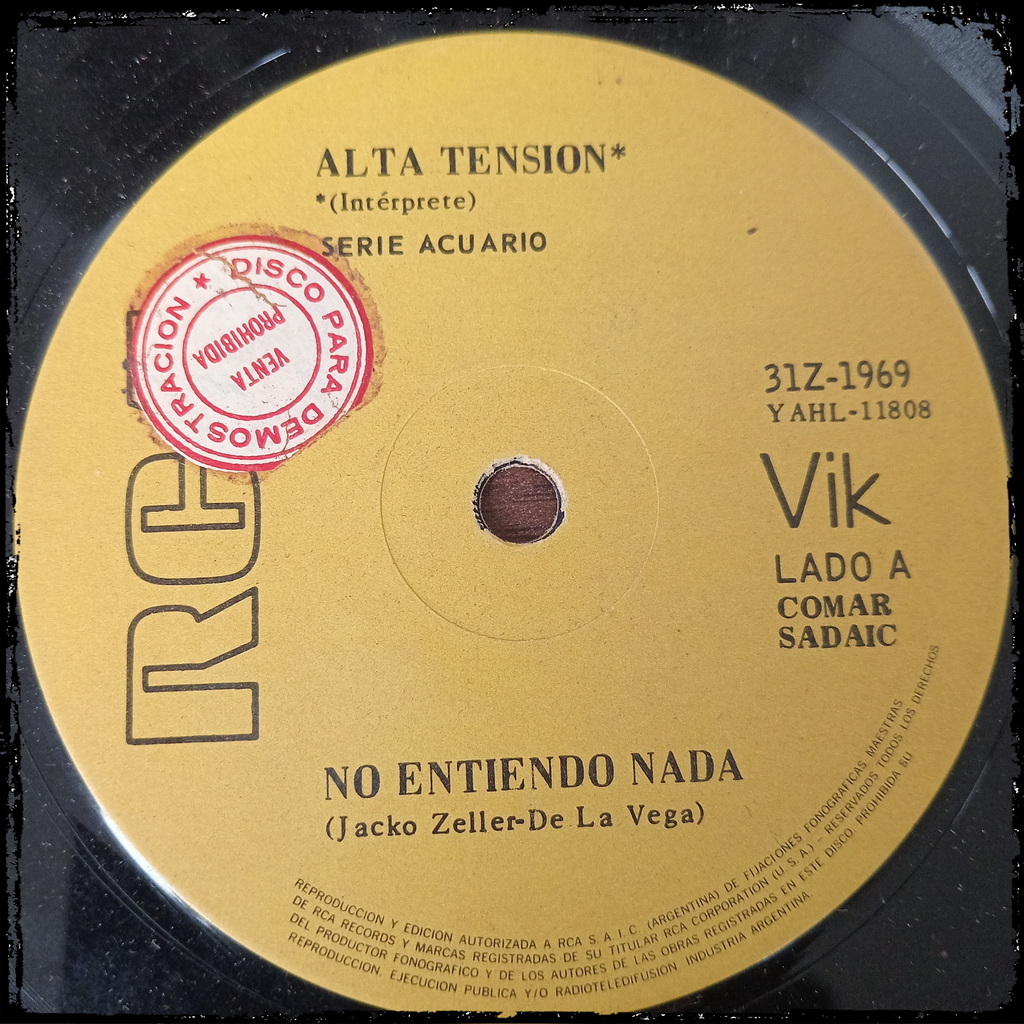 ALTA TENSION*
*(Intérprete)
SERIE ACUARIO
DISCO PARA DEMOSTRACION *
VENTA
PROHIBIDA
RC
31Z-1969
YAHL-11808
Vik
LADO A
COMAR
SADAIC
NO ENTIENDO NADA
(Jacko Zeller-De La Vega)
REPRODUCCION Y EDICION AUTORIZADA A RCA S. A. I. C. (ARGENTINA) DE FIJACIONES FONOGRAFICAS MAESTRAS
DE RCA RECORDS Y MARCAS REGISTRADAS DE SU TITULAR RCA CORPORATION (U. S. A.) - RESERVADOS TODOS LOS DERECHOS
DEL PRODUCTOR FONOGRAFICO Y DE LOS AUTORES DE LAS OBRAS REGISTRADAS EN ESTE DISCO. PROHIBIDA SU
REPRODUCCION, EJECUCION PUBLICA Y/O RADIOTELEDIFUSION INDUSTRIA ARGENTINA